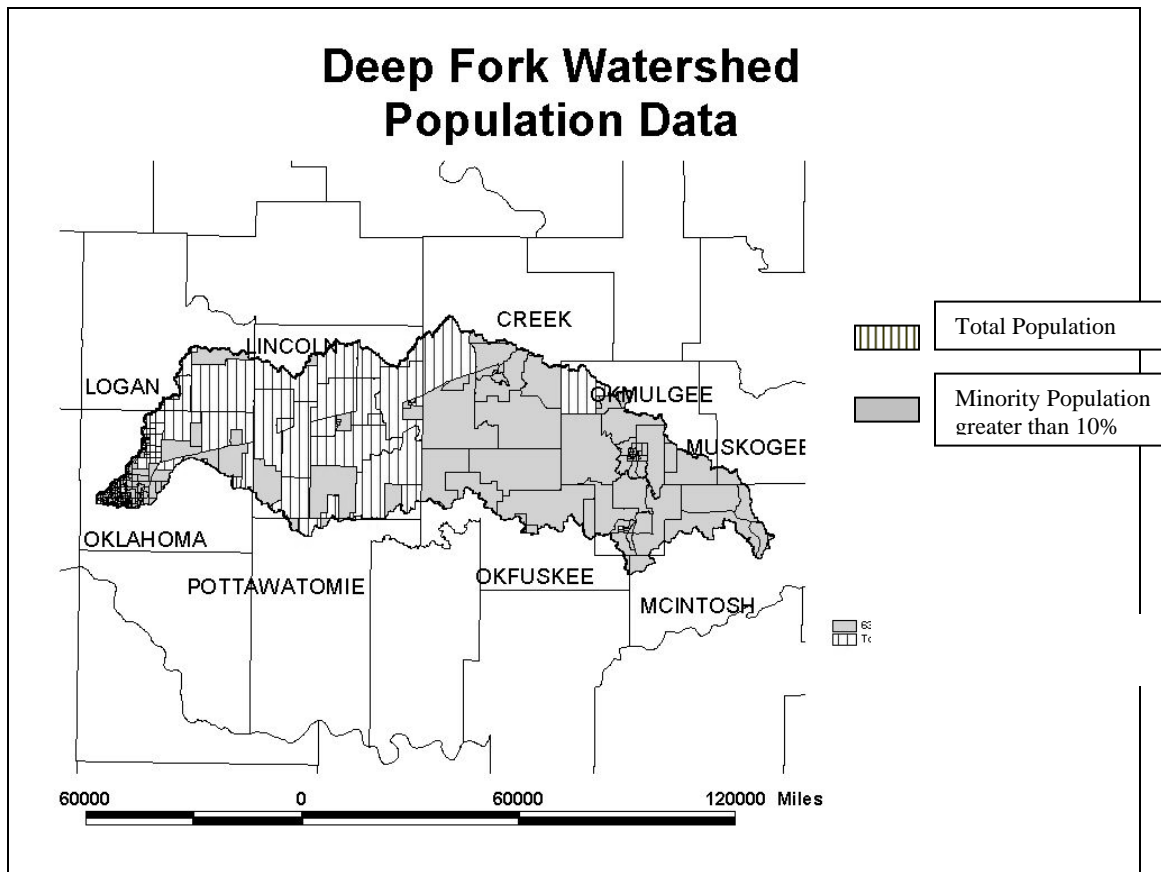 Deep Fork Watershed
Population Data
CREEK
LINCOLN
LOGAN
OKMULGEE
MUSKOGEE
OKLAHOMA
POTTAWATOMIE
OKFUSKEE
MCINTOSH
Total Population
Minority Population
greater than 10%
60000 0 60000 120000 Miles